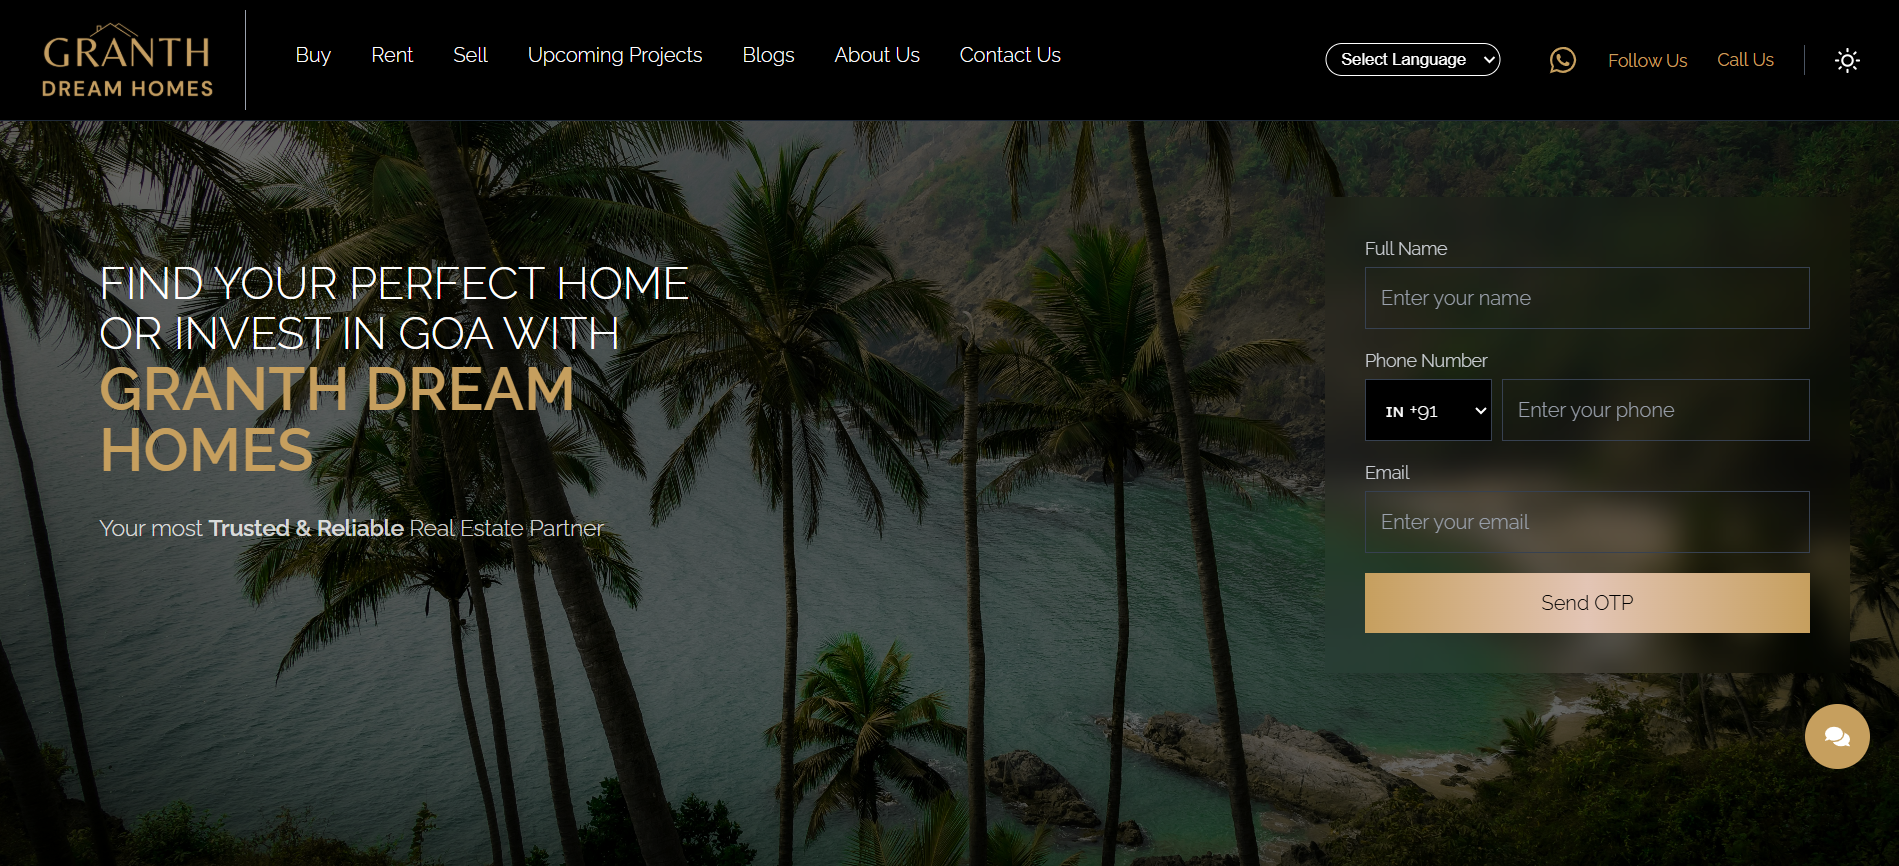 GRANTH
DREAM HOMES
Buy
Rent
Sell
Upcoming Projects
Blogs
About Us
Contact Us
Select Language
Follow Us
Call Us
FIND YOUR PERFECT HOME
OR INVEST IN GOA WITH
GRANTH DREAM
HOMES
Your most Trusted & Reliable Real Estate Partner
Full Name
Enter your name
Phone Number
IN +91
Enter your phone
Email
Enter your email
Send OTP